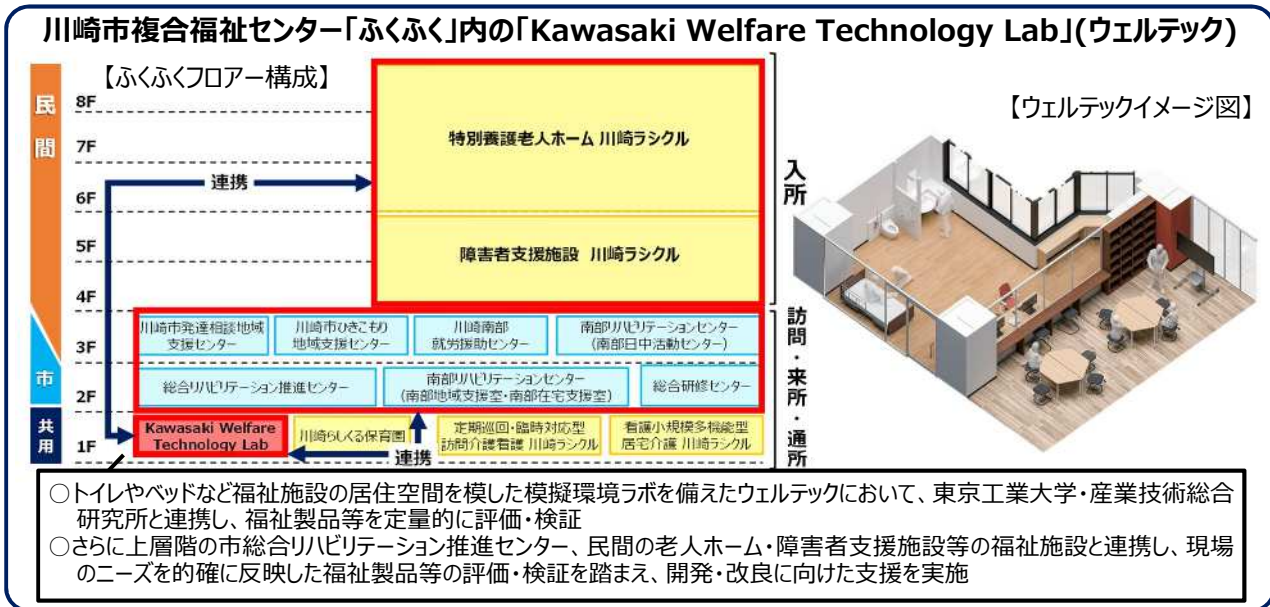 川崎市複合福祉センター「ふくふく」内の「Kawasaki Welfare Technology Lab」(ウェルテック)
【ふくふくフロアー構成】
【ウェルテックイメージ図】
民間
市
共用
8F
7F
6F
5F
4F
3F
2F
1F
特別養護老人ホーム 川崎ラシクル
連携
障害者支援施設 川崎ラシクル
入所
川崎市発達相談地域
支援センター
川崎市ひきこもり
地域支援センター
川崎南部
就労援助センター
南部リハビリテーションセンター
(南部日中活動センター)
総合リハビリテーション推進センター
南部リハビリテーションセンター
(南部地域支援室・南部在宅支援室)
総合研修センター
訪問・来所・通所
Kawasaki Welfare
Technology Lab
川崎らしくる保育園
定期巡回・臨時対応型
訪問介護看護 川崎ラシクル
看護小規模多機能型
居宅介護 川崎ラシクル
連携
○トイレやベッドなど福祉施設の居住空間を模した模擬環境ラボを備えたウェルテックにおいて、東京工業大学・産業技術総合
研究所と連携し、福祉製品等を定量的に評価・検証
○さらに上層階の市総合リハビリテーション推進センター、民間の老人ホーム・障害者支援施設等の福祉施設と連携し、現場
のニーズを的確に反映した福祉製品等の評価・検証を踏まえ、開発・改良に向けた支援を実施